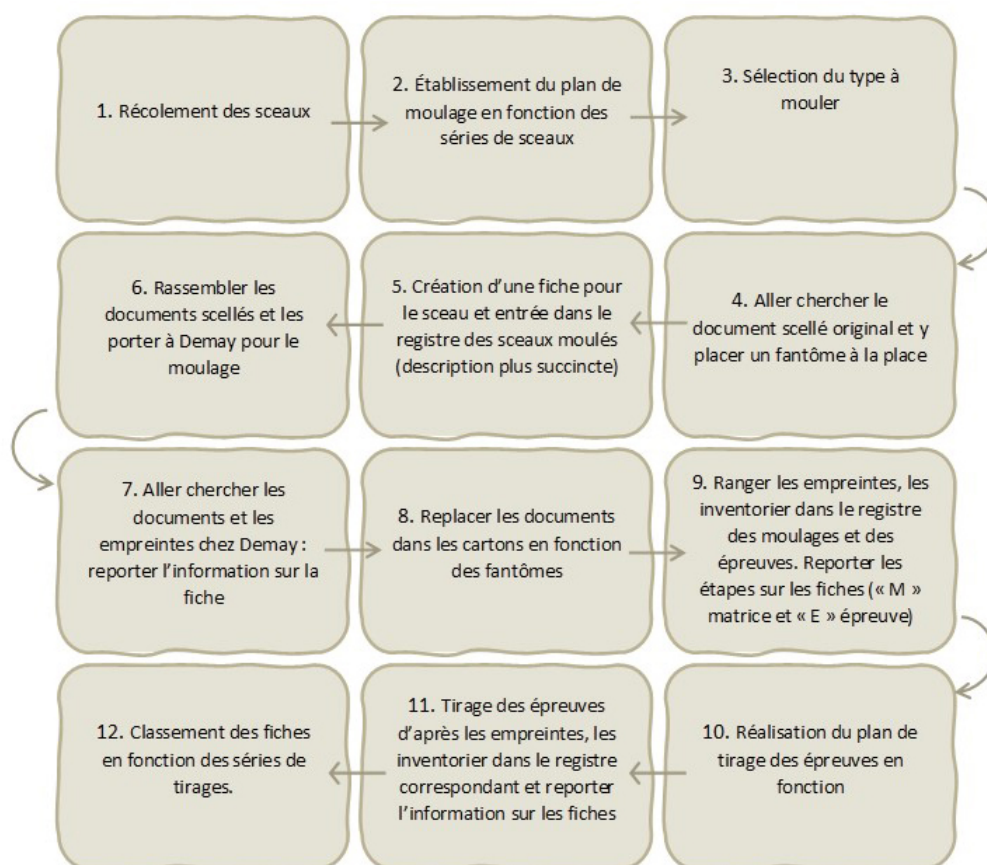 1. Récolement des sceaux
2. Établissement du plan de
moulage en fonction des
séries de sceaux
3. Sélection du type à
mouler
4. Aller chercher le
document scellé original et y
placer un fantôme à la place
5. Création d’une fiche pour
le sceau et entrée dans le
registre des sceaux moulés
(description plus succincte)
6. Rassembler les
documents scellés et les
porter à Demay pour le
moulage
7. Aller chercher les
documents et les
empreintes chez Demay :
reporter l’information sur la
fiche
8. Replacer les documents
dans les cartons en fonction
des fantômes
9. Ranger les empreintes, les
inventorier dans le registre
des moulages et des
épreuves. Reporter les
étapes sur les fiches (« M »
matrice et « E » épreuve)
10. Réalisation du plan de
tirage des épreuves en
fonction
11. Tirage des épreuves
d’après les empreintes, les
inventorier dans le registre
correspondant et reporter
l’information sur les fiches
12. Classement des fiches
en fonction des séries de
tirages.